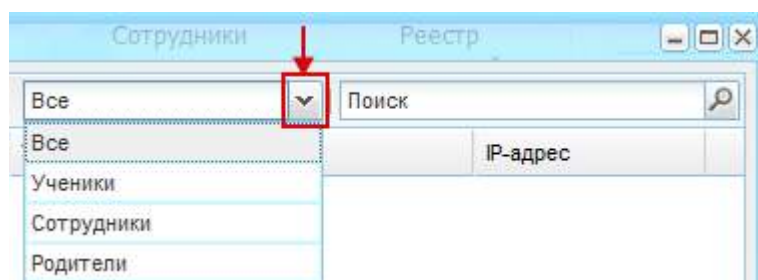 Сотрудники Реестр
Все Поиск
Все IP-адрес
Ученики
Сотрудники
Родители